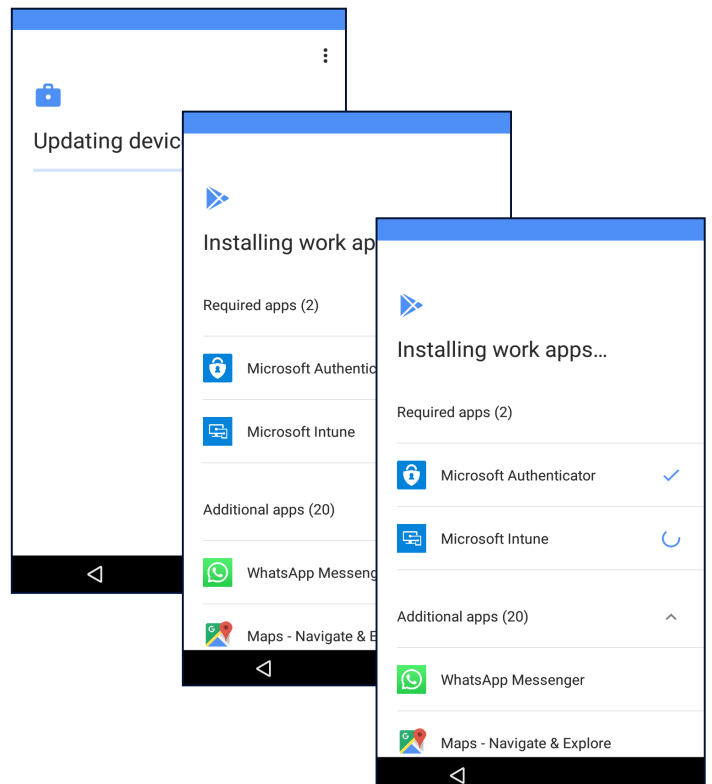 Updating devic
Installing work ap
Required apps (2)
Microsoft Authentic
Microsoft Intune
Additional apps (20)
WhatsApp Messeng
Maps - Navigate & E
Installing work apps...
Required apps (2)
Microsoft Authenticator
Microsoft Intune
Additional apps (20)
WhatsApp Messenger
Maps - Navigate & Explore